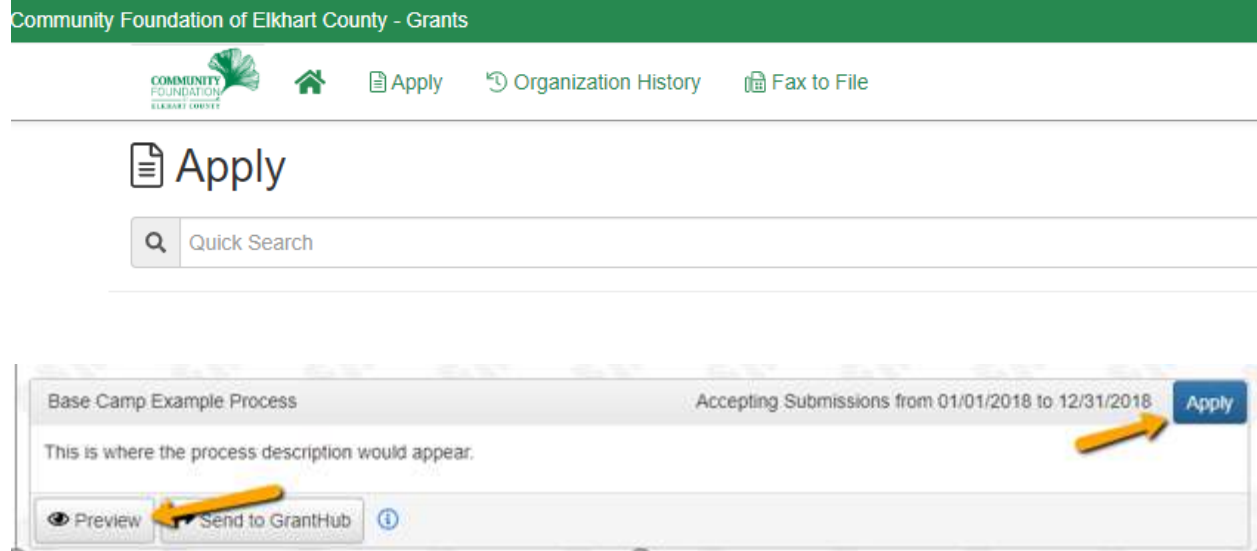 Community Foundation of Elkhart County - Grants
COMMUNITY
FOUNDATION
ELKHART COUNTY
Apply
Organization History
Fax to File
Apply
Quick Search
Base Camp Example Process
Accepting Submissions from 01/01/2018 to 12/31/2018
Apply
This is where the process description would appear.
Preview
Send to GrantHub